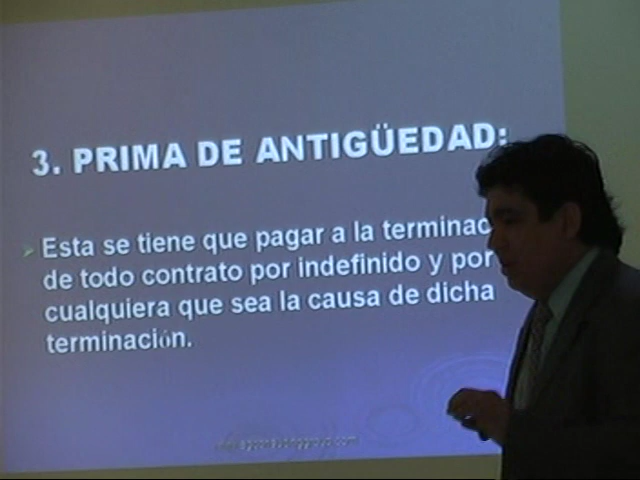 3. PRIMA DE ANTIGÜEDAD:
Esta se tiene que pagar a la terminac
de todo contrato por indefinido y por
cualquiera que sea la causa de dicha
terminación.